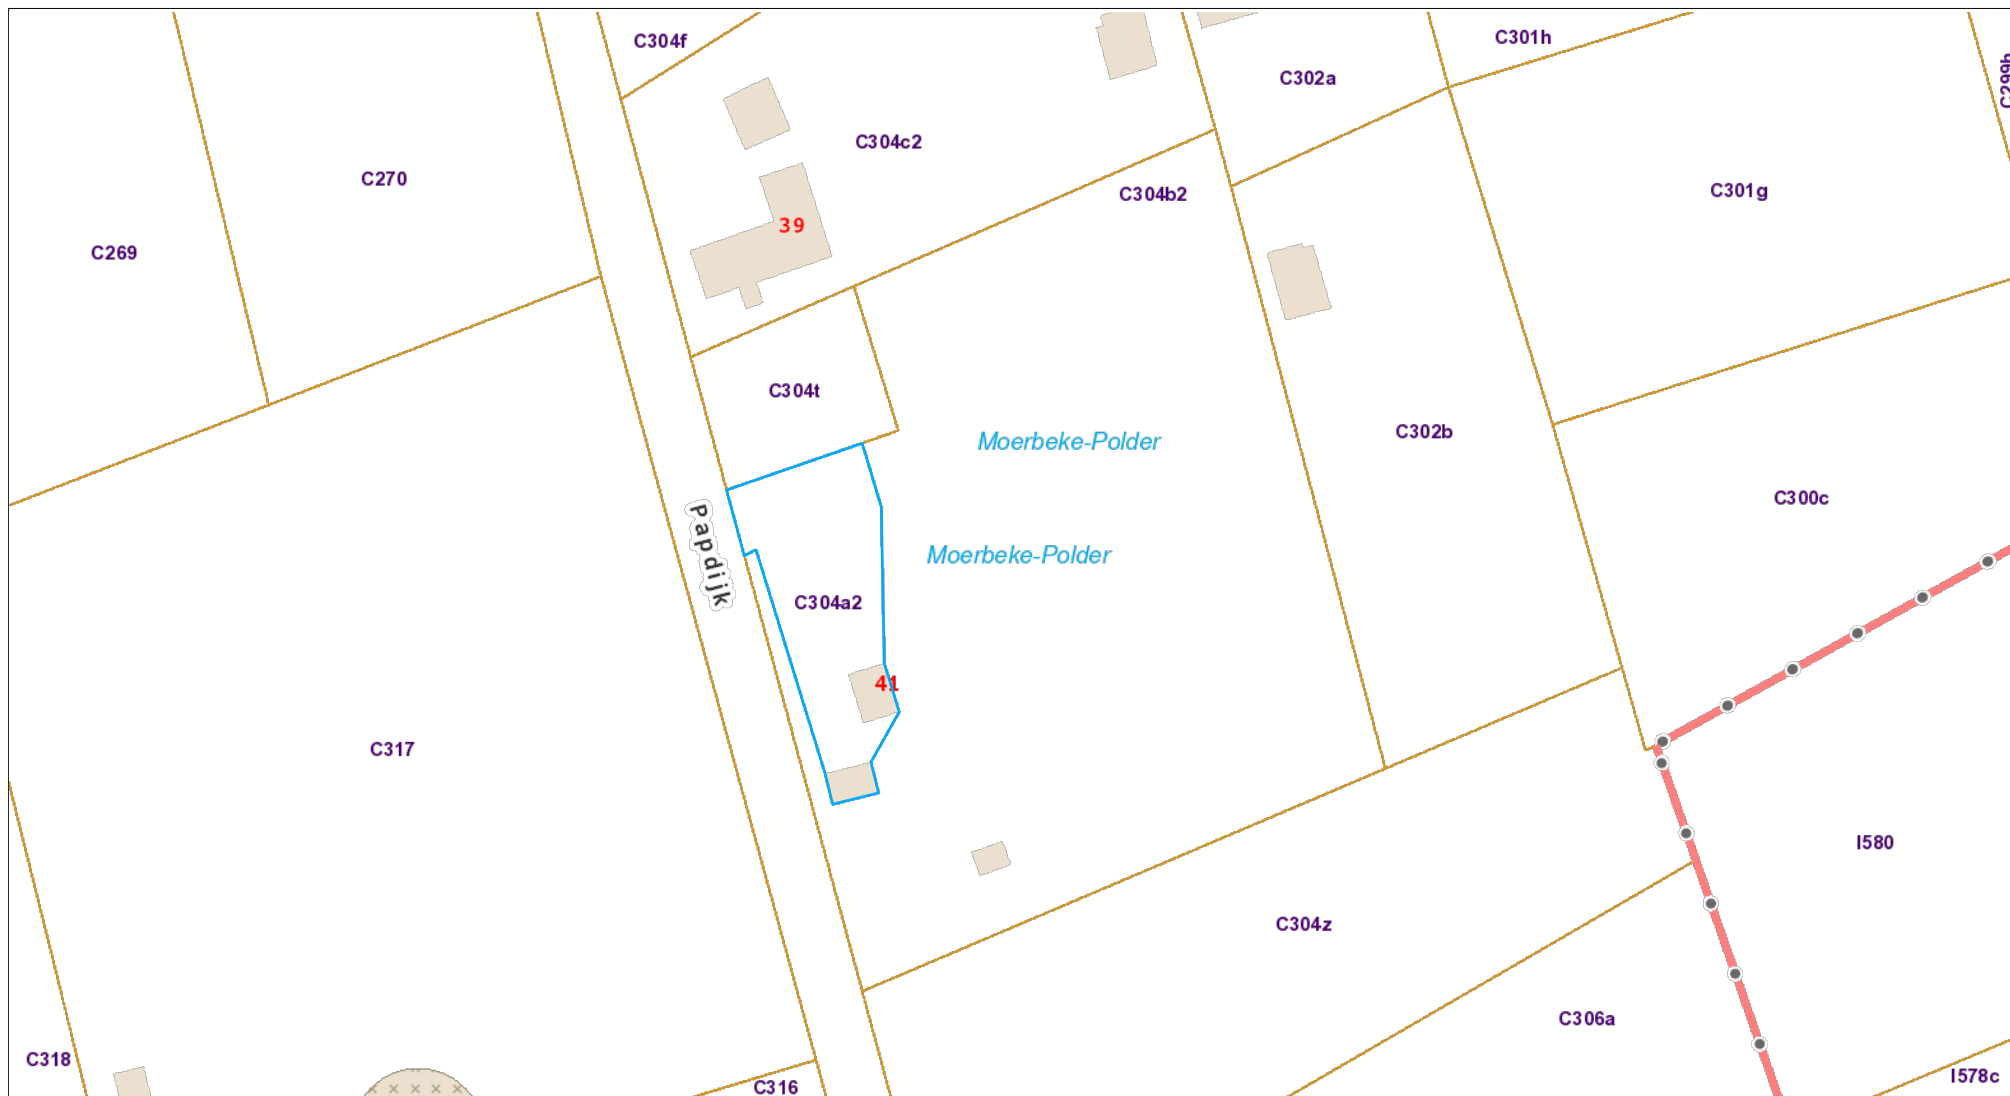 C304f
C301h
C302a
C299h
C304c2
C270
C301g
C304b2
39
C269
C304t
C302b
Moerbeke-Polder
C300c
Papdijk
Moerbeke-Polder
C304a2
41
C317
I580
C304z
C306a
C318
I578c
C316